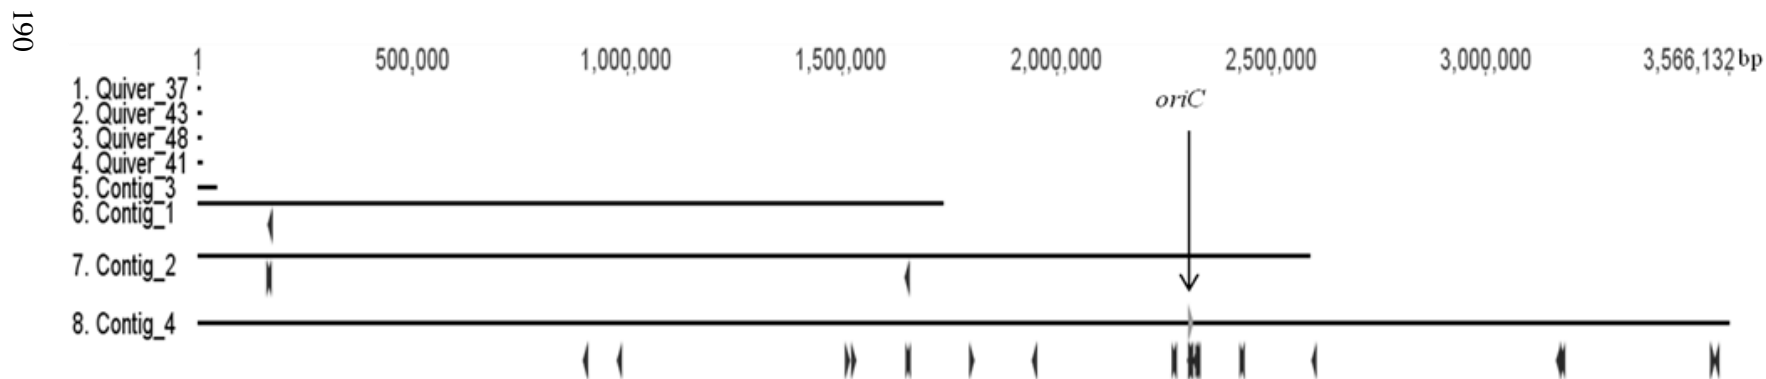 190
1 500,000 1,000,000 1,500,000 2,000,000 2,500,000 3,000,000 3,566,132 bp
1. Quiver_37
oriC
2. Quiver_43
3. Quiver_48
4. Quiver_41
5. Contig_3
6. Contig_1
7. Contig_2
8. Contig_4